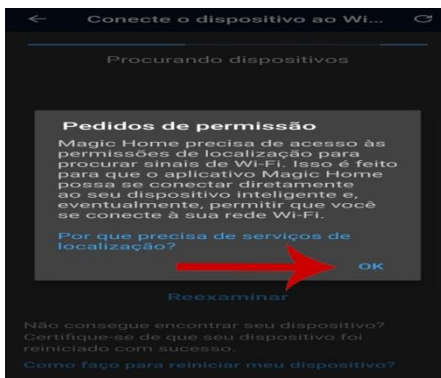 Conecte o dispositivo ao Wi...
Procurando dispositivos
Pedidos de permissão
Magic Home precisa de acesso às
permissões de localização para
procurar sinais de Wi-Fi. Isso é feito
para que o aplicativo Magic Home
possa se conectar diretamente
ao seu dispositivo inteligente e,
eventualmente, permitir que você
se conecte à sua rede Wi-Fi.
Por que precisa de serviços de
localização?
OK
Reexaminar
Não consegue encontrar seu dispositivo?
Certifique-se de que seu dispositivo foi
reiniciado com sucesso.
Como faço para reiniciar meu dispositivo?